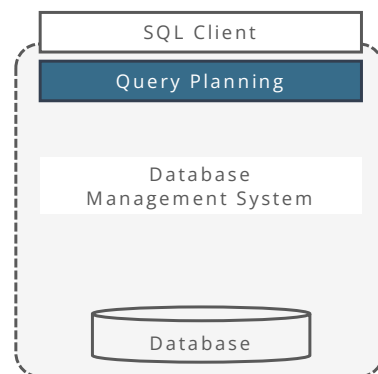 SQL Client
Query Planning
Database
Management System
Database